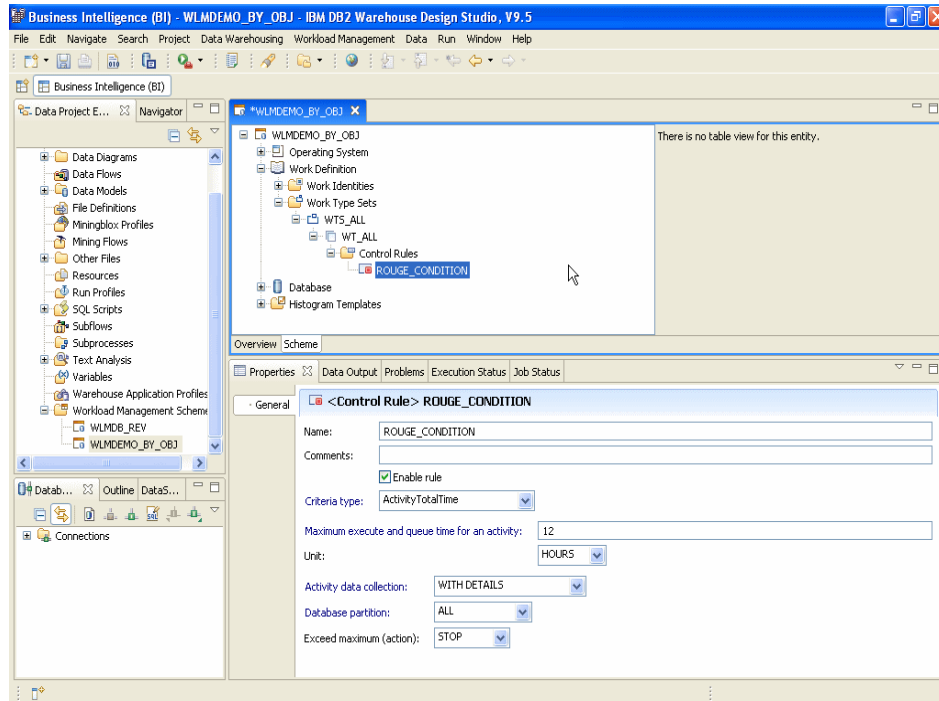 Business Intelligence (BI) - WLMDEMO_BY_OBJ - IBM DB2 Warehouse Design Studio, V9.5
File Edit Navigate Search Project Data Warehousing Workload Management Data Run Window Help
Business Intelligence (BI)
Data Project E... Navigator
Data Diagrams
Data Flows
Data Models
File Definitions
Miningblox Profiles
Mining Flows
Other Files
Resources
Run Profiles
SQL Scripts
Subflows
Subprocesses
Text Analysis
Variables
Warehouse Application Profiles
Workload Management Scheme
WLMDB_REV
WLMDEMO_BY_OBJ
Datab... Outline DataS...
Connections
*WLMDEMO_BY_OBJ
WLMDEMO_BY_OBJ
Operating System
Work Definition
Work Identities
Work Type Sets
WTS_ALL
WT_ALL
Control Rules
ROUGE_CONDITION
Database
Histogram Templates
There is no table view for this entity.
Overview Scheme
Properties Data Output Problems Execution Status Job Status
General
<Control Rule> ROUGE_CONDITION
Name: ROUGE_CONDITION
Comments:
Enable rule
Criteria type: ActivityTotalTime
Maximum execute and queue time for an activity: 12
Unit: HOURS
Activity data collection: WITH DETAILS
Database partition: ALL
Exceed maximum (action): STOP